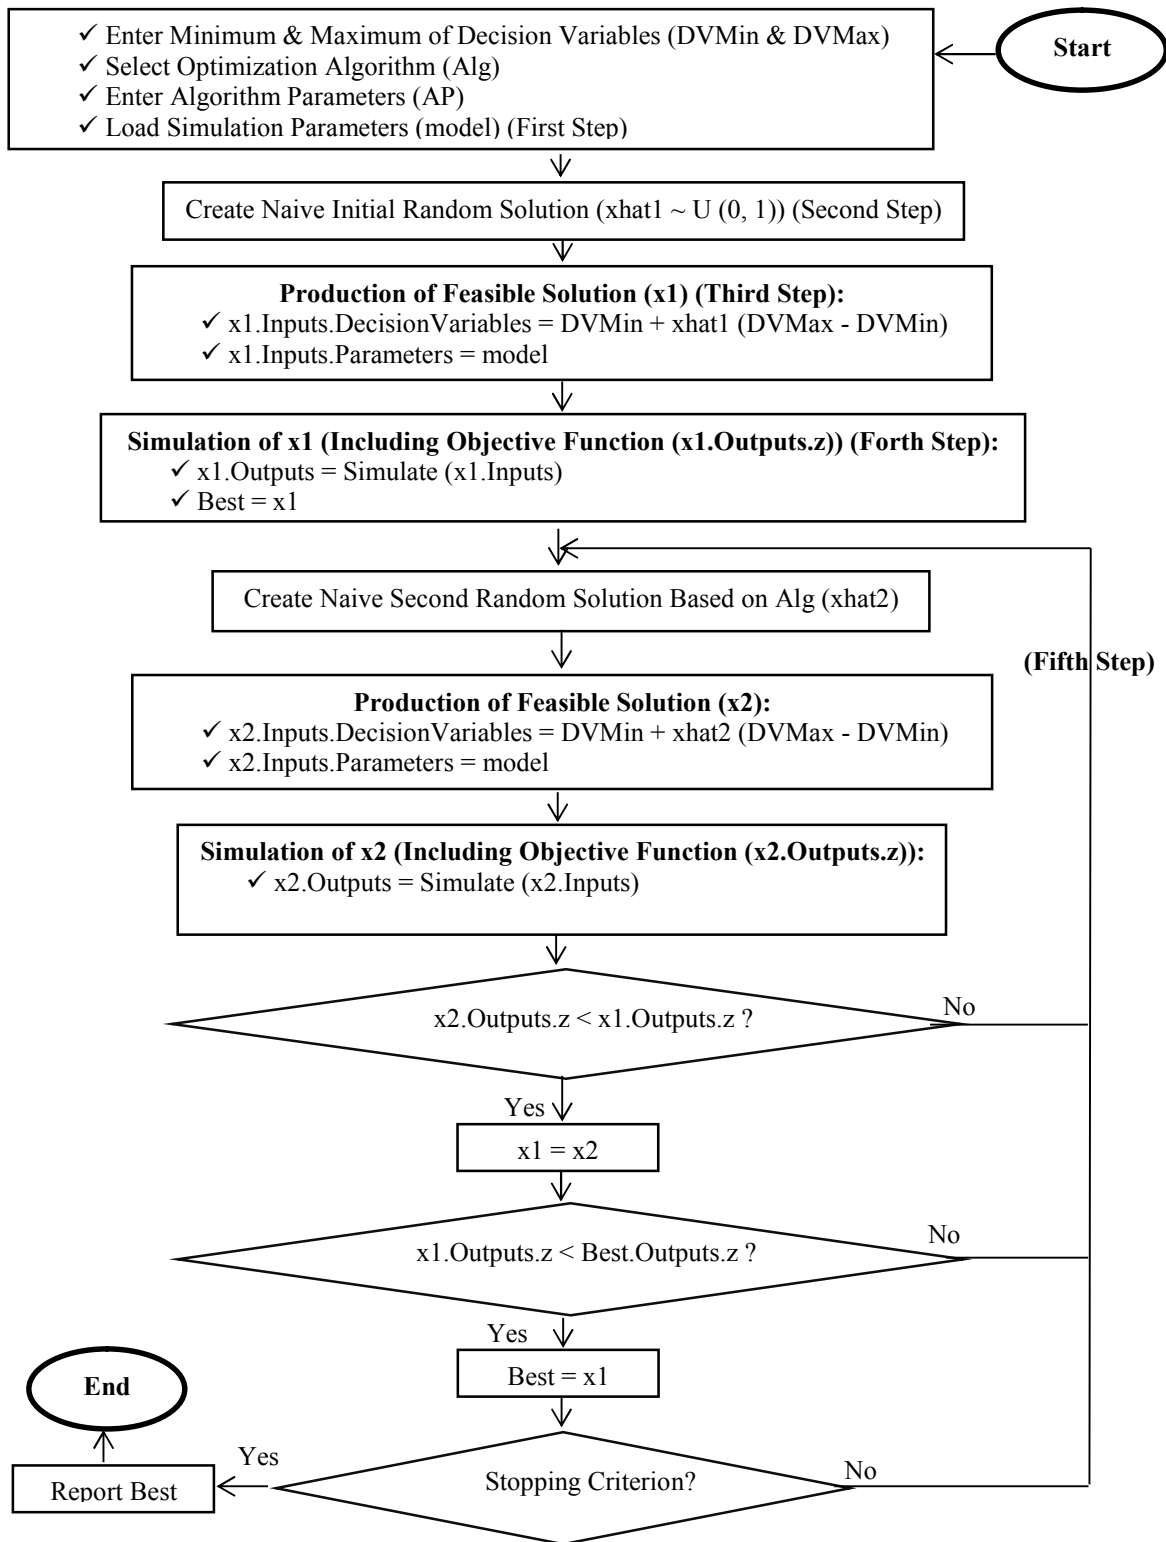 Start
✓ Enter Minimum & Maximum of Decision Variables (DVMin & DVMax)
✓ Select Optimization Algorithm (Alg)
✓ Enter Algorithm Parameters (AP)
✓ Load Simulation Parameters (model) (First Step)
Create Naive Initial Random Solution (xhat1 ~ U (0, 1)) (Second Step)
Production of Feasible Solution (x1) (Third Step):
✓ x1.Inputs.DecisionVariables = DVMin + xhat1 (DVMax - DVMin)
✓ x1.Inputs.Parameters = model
Simulation of x1 (Including Objective Function (x1.Outputs.z)) (Forth Step):
✓ x1.Outputs = Simulate (x1.Inputs)
✓ Best = x1
Create Naive Second Random Solution Based on Alg (xhat2)
(Fifth Step)
Production of Feasible Solution (x2):
✓ x2.Inputs.DecisionVariables = DVMin + xhat2 (DVMax - DVMin)
✓ x2.Inputs.Parameters = model
Simulation of x2 (Including Objective Function (x2.Outputs.z)):
✓ x2.Outputs = Simulate (x2.Inputs)
x2.Outputs.z < x1.Outputs.z ?
No
Yes
x1 = x2
x1.Outputs.z < Best.Outputs.z ?
No
Yes
Best = x1
Stopping Criterion?
No
Yes
Report Best
End